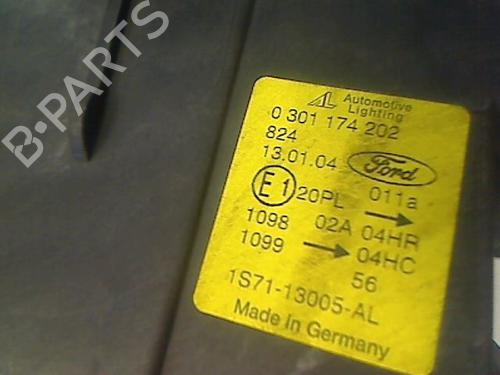 B-PARTS
AL Automotive
Lighting
0 301 174 202
824
13.01.04 Ford
E1 20PL 011a
1098 02A 04HR
1099 04HC
56
1S71-13005-AL
Made in Germany